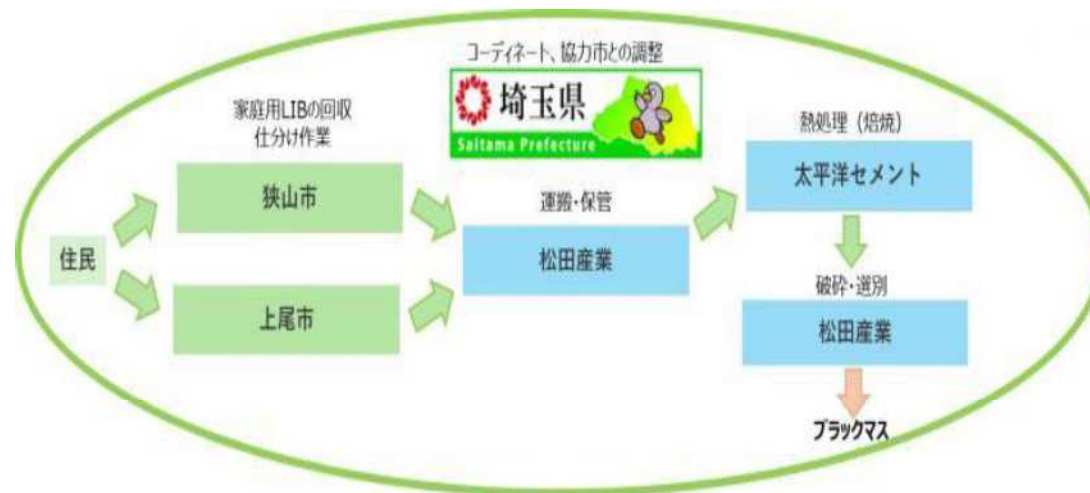 コーディネート、協力市との調整
埼玉県
Saitama Prefecture
家庭用LIBの回収
仕分け作業
狭山市
住民
上尾市
運搬・保管
松田産業
熱処理（焙焼）
太平洋セメント
破砕・選別
松田産業
ブラックマス